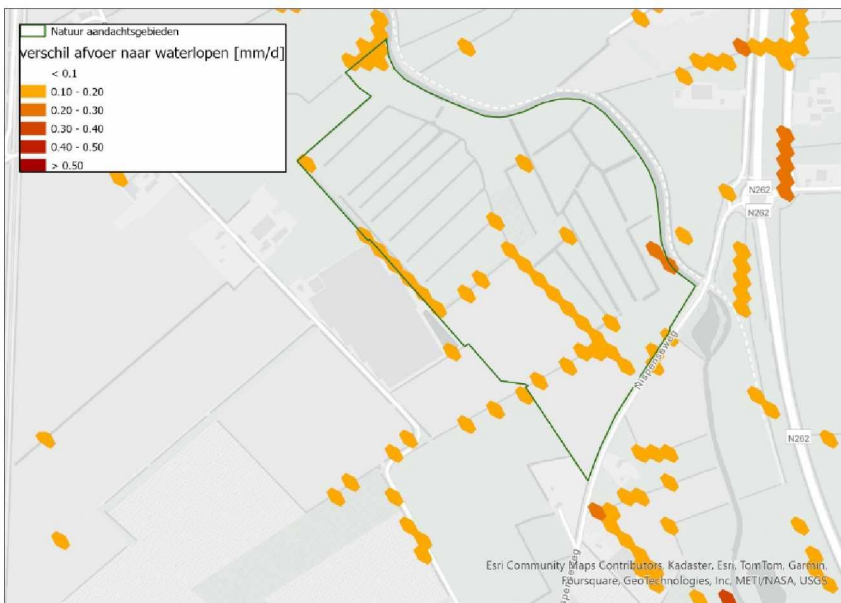 Natuur aandachtsgebieden
verschil afvoer naar waterlopen [mm/d]
< 0.1
0.10 - 0.20
0.20 - 0.30
0.30 - 0.40
0.40 - 0.50
> 0.50
N262
N262
Nispenseweg
N262
Nispenseweg
Esri Community Maps Contributors, Kadaster, Esri, TomTom, Garmin,
Foursquare, GeoTechnologies, Inc, METI/NASA, USGS